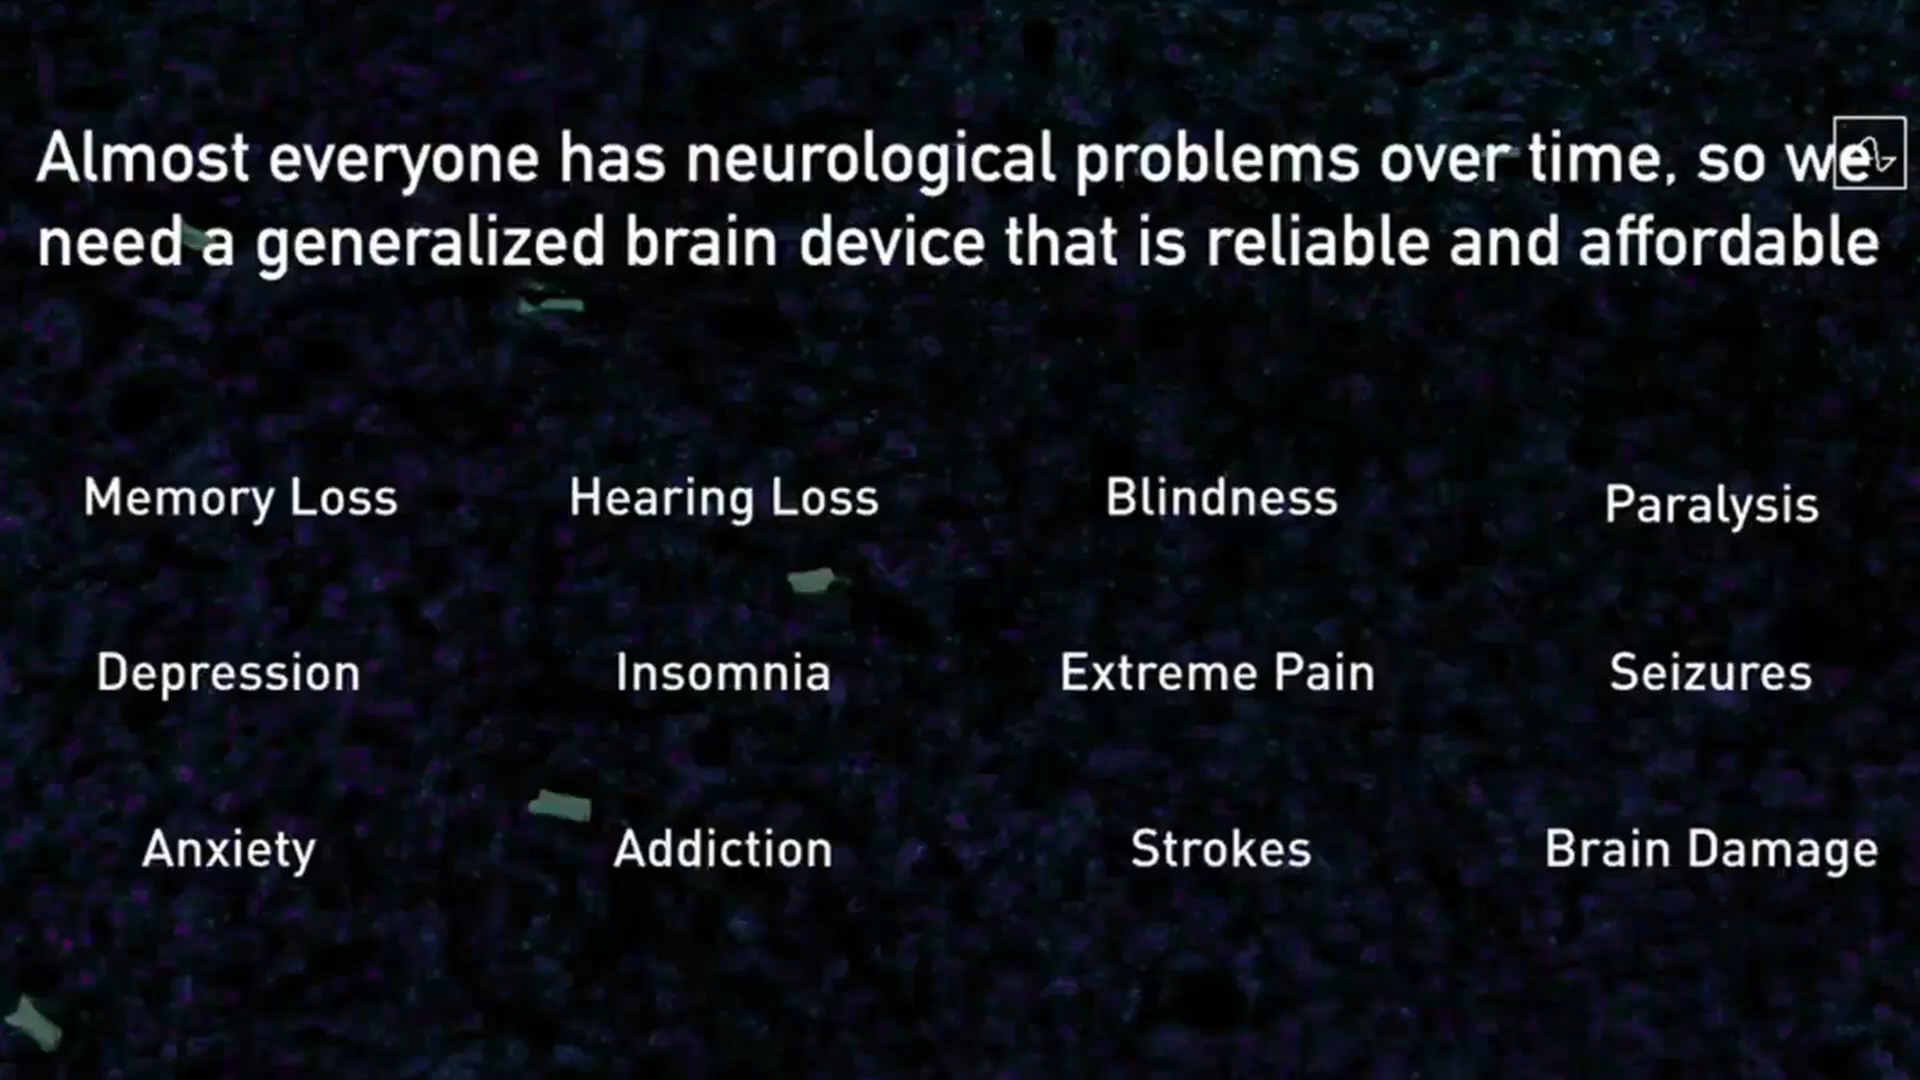 Almost everyone has neurological problems over time, so we
need a generalized brain device that is reliable and affordable
Memory Loss
Hearing Loss
Blindness
Paralysis
Depression
Insomnia
Extreme Pain
Seizures
Anxiety
Addiction
Strokes
Brain Damage